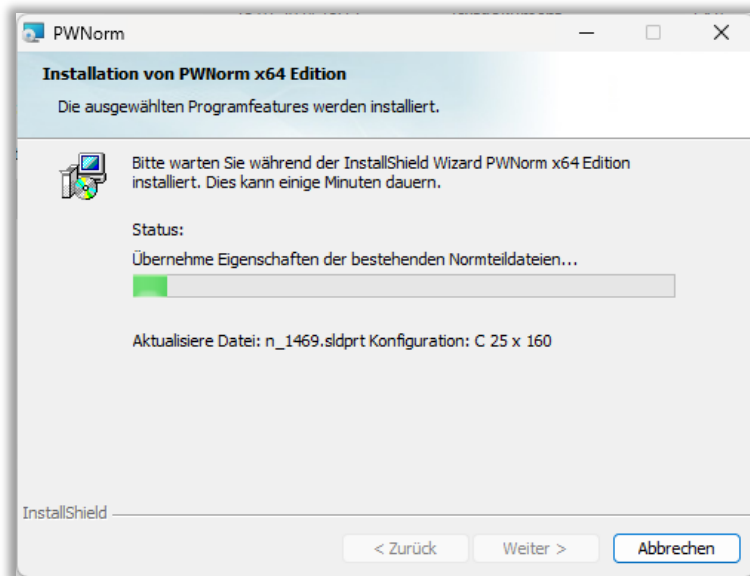 PWNorm
Installation von PWNorm x64 Edition
Die ausgewählten Programfeatures werden installiert.
Bitte warten Sie während der InstallShield Wizard PWNorm x64 Edition
installiert. Dies kann einige Minuten dauern.
Status:
Übernehme Eigenschaften der bestehenden Normteildateien...
Aktualisiere Datei: n_1469.sldprt Konfiguration: C 25 x 160
InstallShield
< Zurück Weiter > Abbrechen